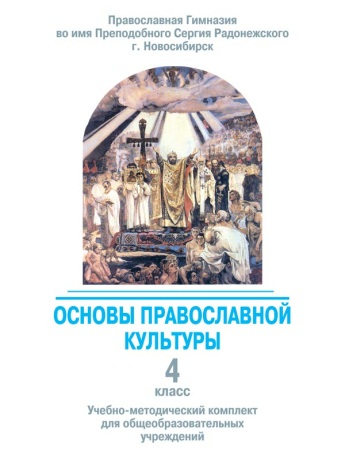 Православная Гимназия
во имя Преподобного Сергия Радонежского
г. Новосибирск
ОСНОВЫ ПРАВОСЛАВНОЙ
КУЛЬТУРЫ
4
класс
Учебно-методический комплект
для общеобразовательных
учреждений